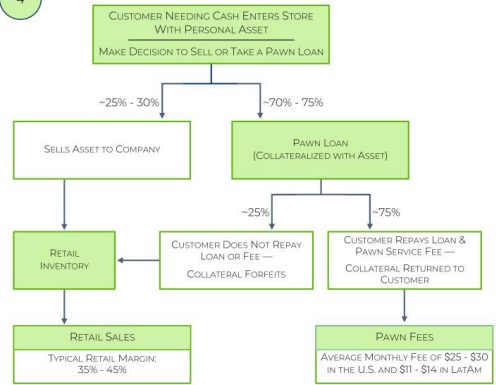 4
CUSTOMER NEEDING CASH ENTERS STORE
WITH PERSONAL ASSET
MAKE DECISION TO SELL OR TAKE A PAWN LOAN
~25% - 30%
~70% - 75%
SELLS ASSET TO COMPANY
PAWN LOAN
(COLLATERALIZED WITH ASSET)
~25%
~75%
RETAIL
INVENTORY
CUSTOMER DOES NOT REPAY
LOAN OR FEE —
COLLATERAL FORFEITS
CUSTOMER REPAYS LOAN &
PAWN SERVICE FEE —
COLLATERAL RETURNED TO
CUSTOMER
RETAIL SALES
TYPICAL RETAIL MARGIN:
35% - 45%
PAWN FEES
AVERAGE MONTHLY FEE OF $25 - $30
IN THE U.S. AND $11 - $14 IN LATAM